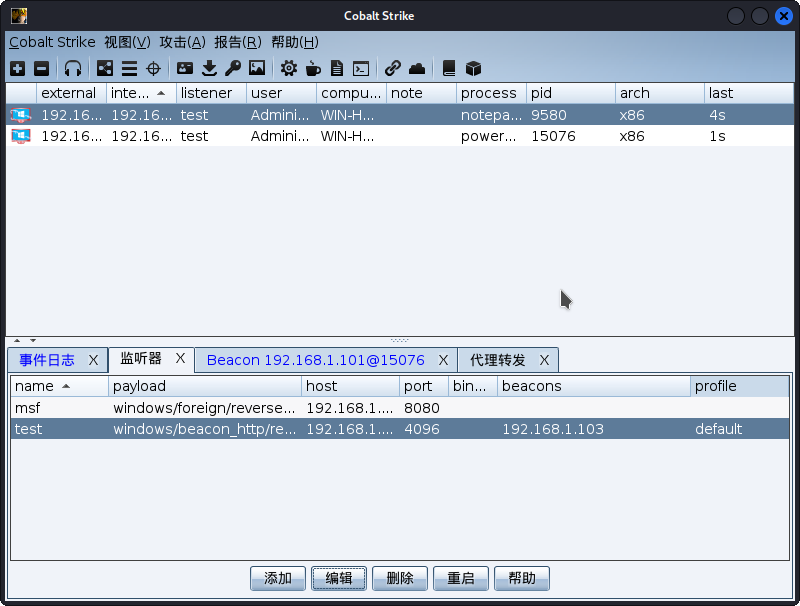 Cobalt Strike
Cobalt Strike 视图(V) 攻击(A) 报告(R) 帮助(H)
external inte... listener user compu... note process pid arch last
192.16... 192.16... test Admini... WIN-H... notepa... 9580 x86 4s
192.16... 192.16... test Admini... WIN-H... power... 15076 x86 1s
事件日志 X 监听器 X Beacon 192.168.1.101@15076 X 代理转发 X
name payload host port bin... beacons profile
msf windows/foreign/reverse... 192.168.1.... 8080
test windows/beacon_http/re... 192.168.1.... 4096 192.168.1.103 default
添加 编辑 删除 重启 帮助